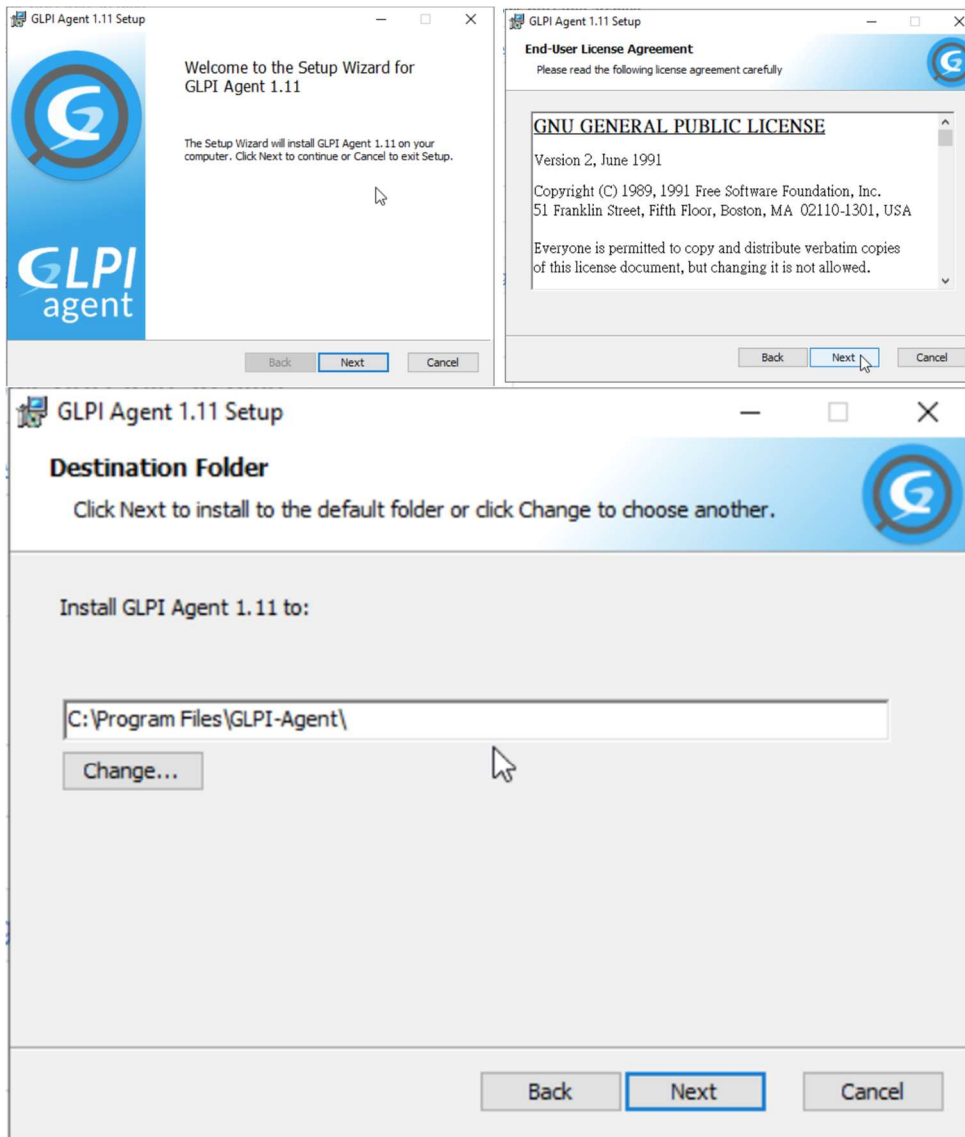 GLPI Agent 1.11 Setup
Welcome to the Setup Wizard for
GLPI Agent 1.11
The Setup Wizard will install GLPI Agent 1.11 on your
computer. Click Next to continue or Cancel to exit Setup.
GLPI
agent
Back Next Cancel
GLPI Agent 1.11 Setup
End-User License Agreement
Please read the following license agreement carefully
GNU GENERAL PUBLIC LICENSE
Version 2, June 1991
Copyright (C) 1989, 1991 Free Software Foundation, Inc.
51 Franklin Street, Fifth Floor, Boston, MA 02110-1301, USA
Everyone is permitted to copy and distribute verbatim copies
of this license document, but changing it is not allowed.
Back Next Cancel
GLPI Agent 1.11 Setup
Destination Folder
Click Next to install to the default folder or click Change to choose another.
Install GLPI Agent 1.11 to:
C:\Program Files\GLPI-Agent\
Change...
Back Next Cancel